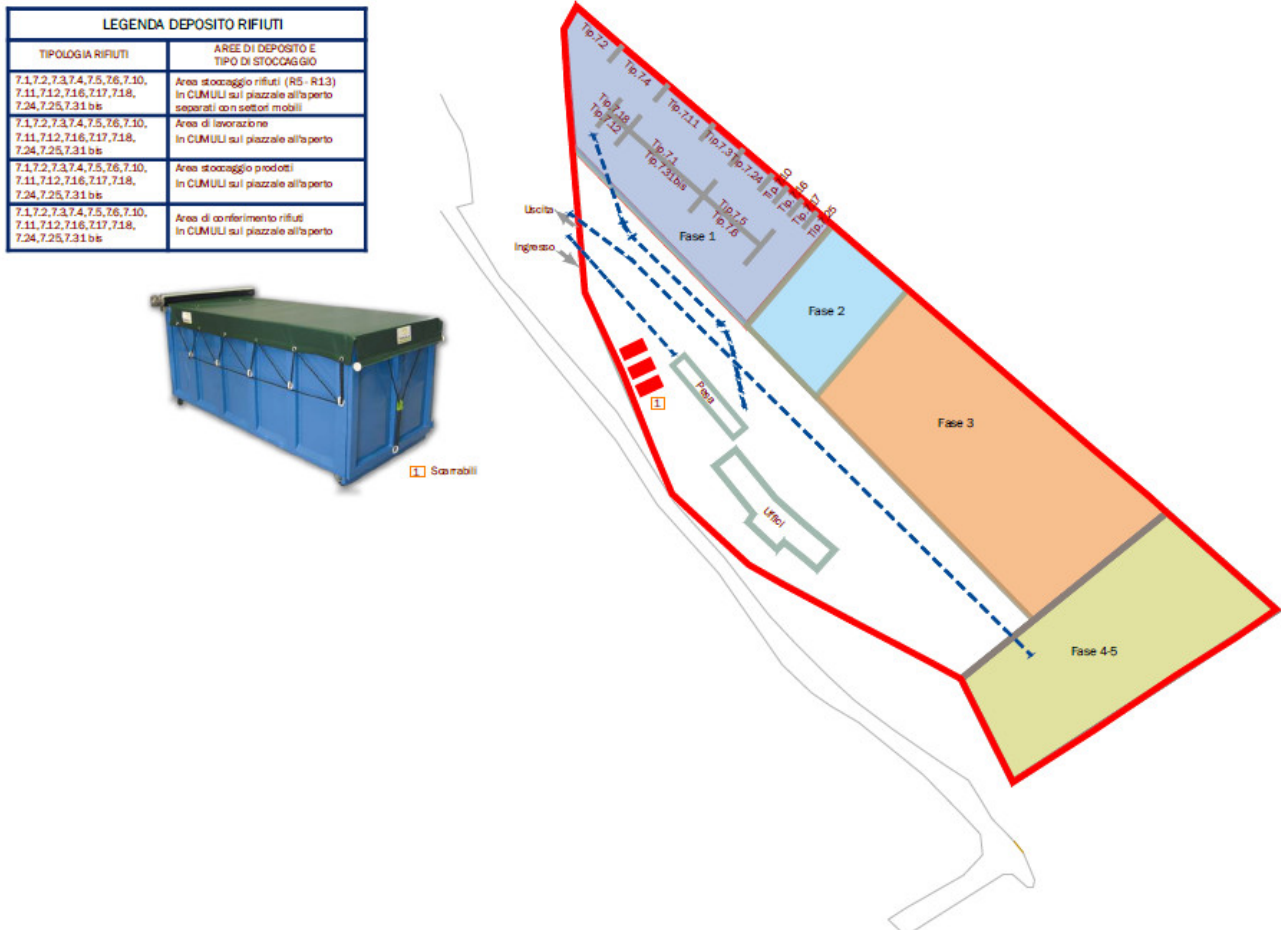 LEGENDA DEPOSITO RIFIUTI
TIPOLOGIA RIFIUTI
AREE DI DEPOSITO E
TIPO DI STOCCAGGIO
7.1,7.2,7.3,7.4,7.5,7.6,7.10,
7.11,7.12,7.16,7.17,7.18,
7.24,7.25,7.31 bis
Area stoccaggio rifiuti (R5 - R13)
In CUMULI sul piazzale all'aperto
separati con settori mobili
7.1,7.2,7.3,7.4,7.5,7.6,7.10,
7.11,7.12,7.16,7.17,7.18,
7.24,7.25,7.31 bis
Area di lavorazione
In CUMULI sul piazzale all'aperto
7.1,7.2,7.3,7.4,7.5,7.6,7.10,
7.11,7.12,7.16,7.17,7.18,
7.24,7.25,7.31 bis
Area stoccaggio prodotti
In CUMULI sul piazzale all'aperto
7.1,7.2,7.3,7.4,7.5,7.6,7.10,
7.11,7.12,7.16,7.17,7.18,
7.24,7.25,7.31 bis
Area di conferimento rifiuti
In CUMULI sul piazzale all'aperto
1 Scarrabili
Tip.7.2
Tip.7.4
Tip.7.11
Tip.7.3
Tip.7.24
Tip.7.18
Tip.7.12
Tip.7.1
Tip.7.31bis
Tip.7.5
Tip.7.6
Uscita
Ingresso
Fase 1
Fase 2
Fase 3
Fase 4-5
1
Pesa
Uffici